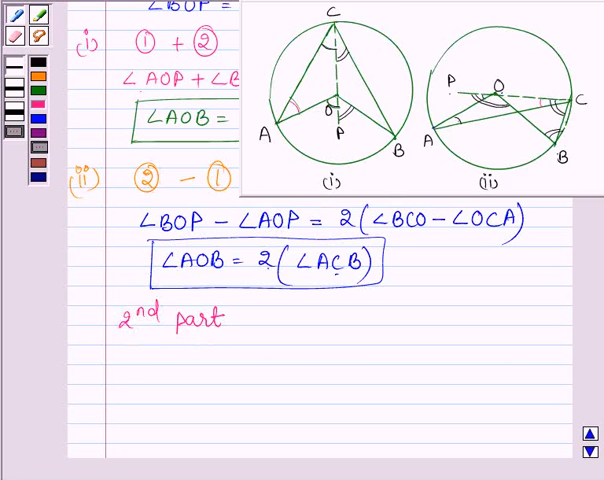 ∠BOP =
(i) ① + ②
∠AOP + ∠B
∠AOB =
(ii) ② - ①
∠BOP - ∠AOP = 2(∠BCO - ∠OCA)
∠AOB = 2(∠ACB)
2nd part
C
O
A
P
B
(i)
P
O
C
A
B
(ii)